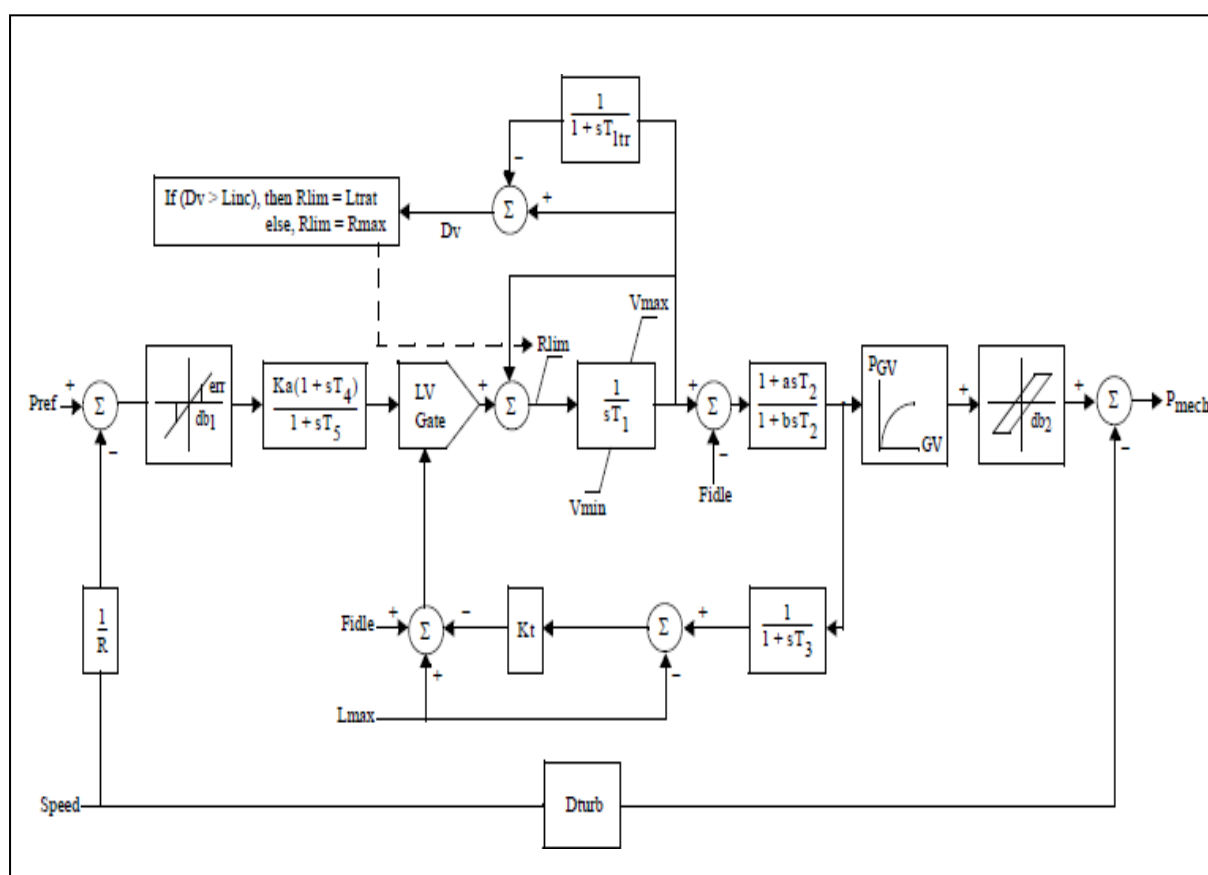 1
1 + sT_ltr
−
If (Dv > Linc), then Rlim = Ltrat
else, Rlim = Rmax
Σ
+
Dv
Vmax
Rlim
Pref
+
Σ
−
err
db1
Ka(1 + sT4)
1 + sT5
LV
Gate
+
Σ
1
sT1
+
Σ
−
1 + asT2
1 + bsT2
PGV
GV
+
db2
+
Σ
−
Pmech
Vmin
Fidle
1
R
Fidle
+
Σ
−
+
Kt
Σ
+
−
1
1 + sT3
Lmax
Speed
Dturb